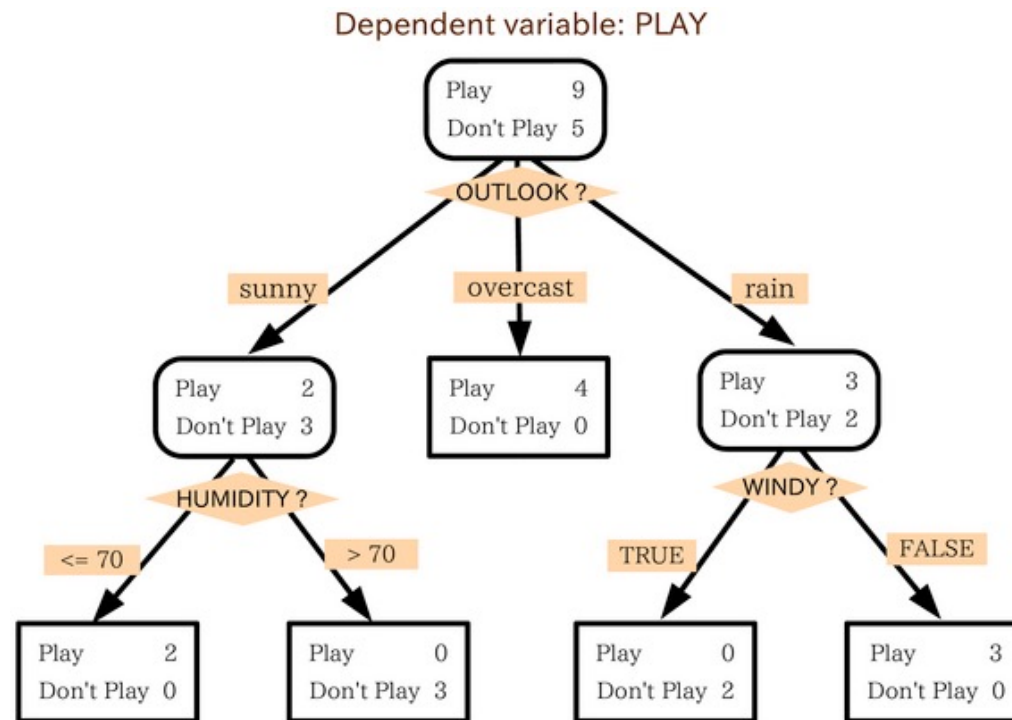 Dependent variable: PLAY
Play 9
Don't Play 5
OUTLOOK ?
sunny
overcast
rain
Play 2
Don't Play 3
Play 4
Don't Play 0
Play 3
Don't Play 2
HUMIDITY ?
WINDY ?
<= 70
> 70
TRUE
FALSE
Play 2
Don't Play 0
Play 0
Don't Play 3
Play 0
Don't Play 2
Play 3
Don't Play 0